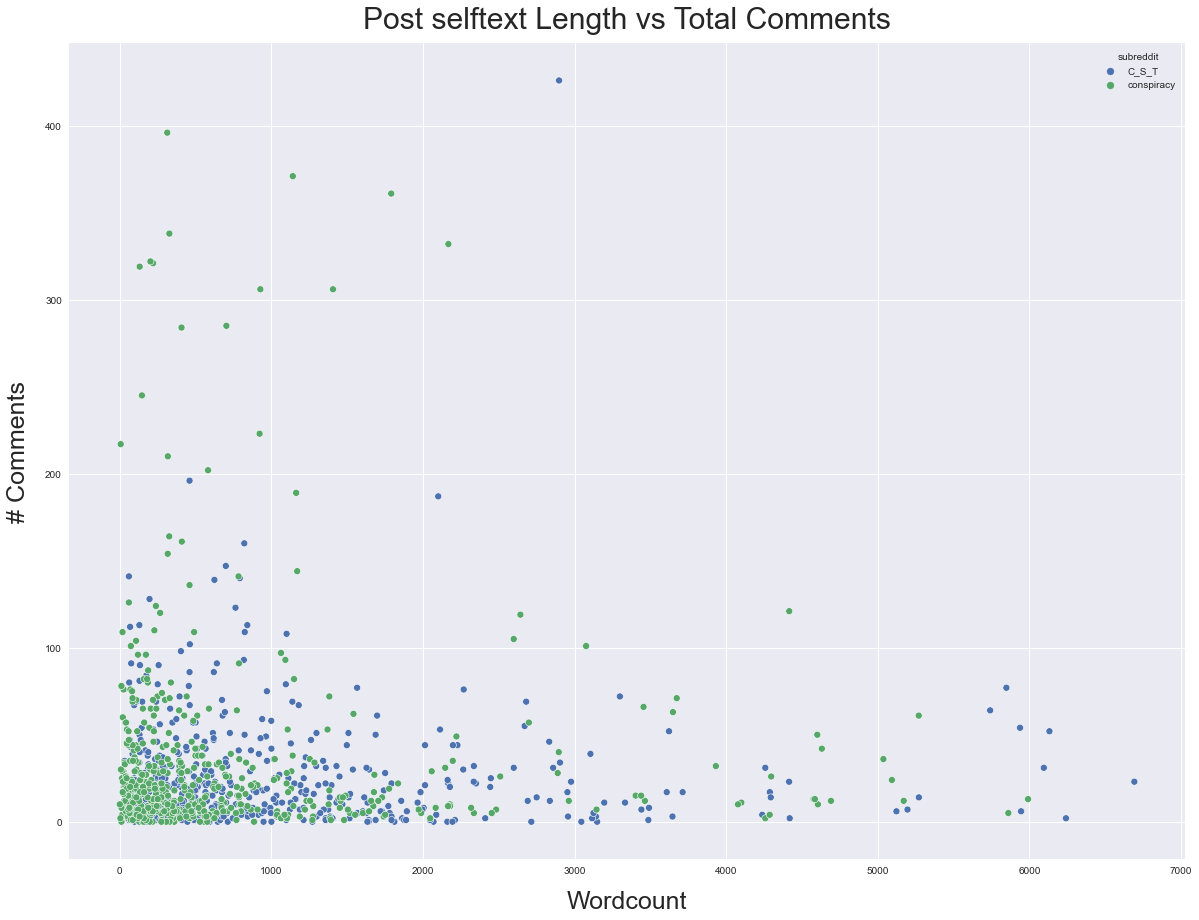 Post selftext Length vs Total Comments
subreddit
C_S_T
conspiracy
# Comments
400
300
200
100
0
0 1000 2000 3000 4000 5000 6000 7000
Wordcount